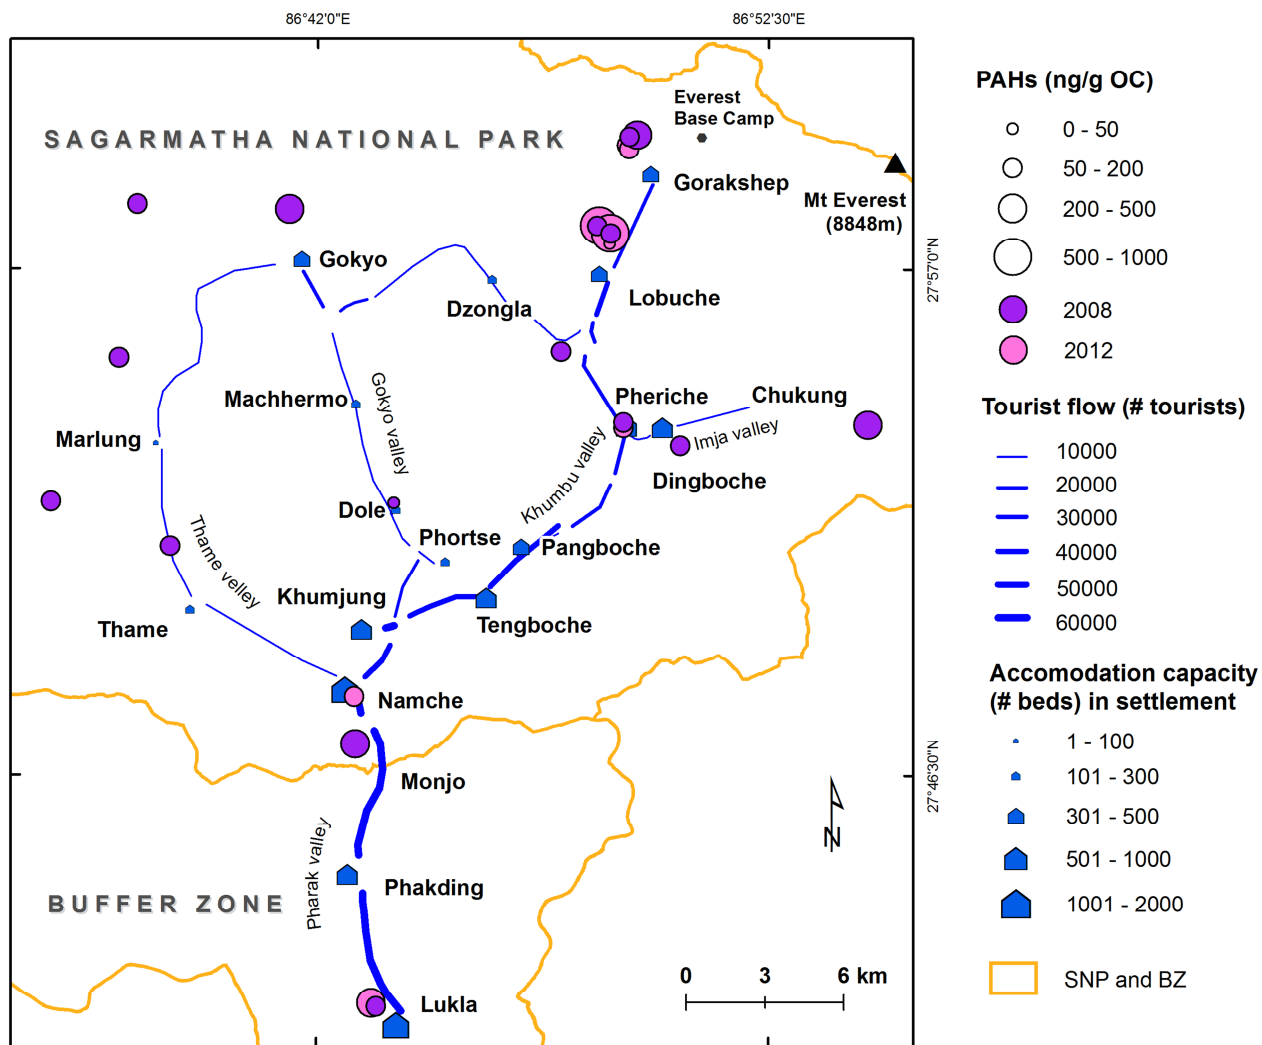 86°42'0"E
86°52'30"E
SAGARMATHA NATIONAL PARK
Everest
Base Camp
Gorakshep
Mt Everest
(8848m)
Gokyo
27°57'0"N
Dzongla
Lobuche
Machhermo
Gokyo valley
Pheriche
Chukung
Marlung
Imja valley
Khumbu valley
Dingboche
Dole
Phortse
Pangboche
Thame velley
Khumjung
Tengboche
Thame
Namche
Monjo
27°46'30"N
N
Pharak valley
Phakding
BUFFER ZONE
0 3 6 km
Lukla
PAHs (ng/g OC)
0 - 50
50 - 200
200 - 500
500 - 1000
2008
2012
Tourist flow (# tourists)
10000
20000
30000
40000
50000
60000
Accomodation capacity
(# beds) in settlement
1 - 100
101 - 300
301 - 500
501 - 1000
1001 - 2000
SNP and BZ